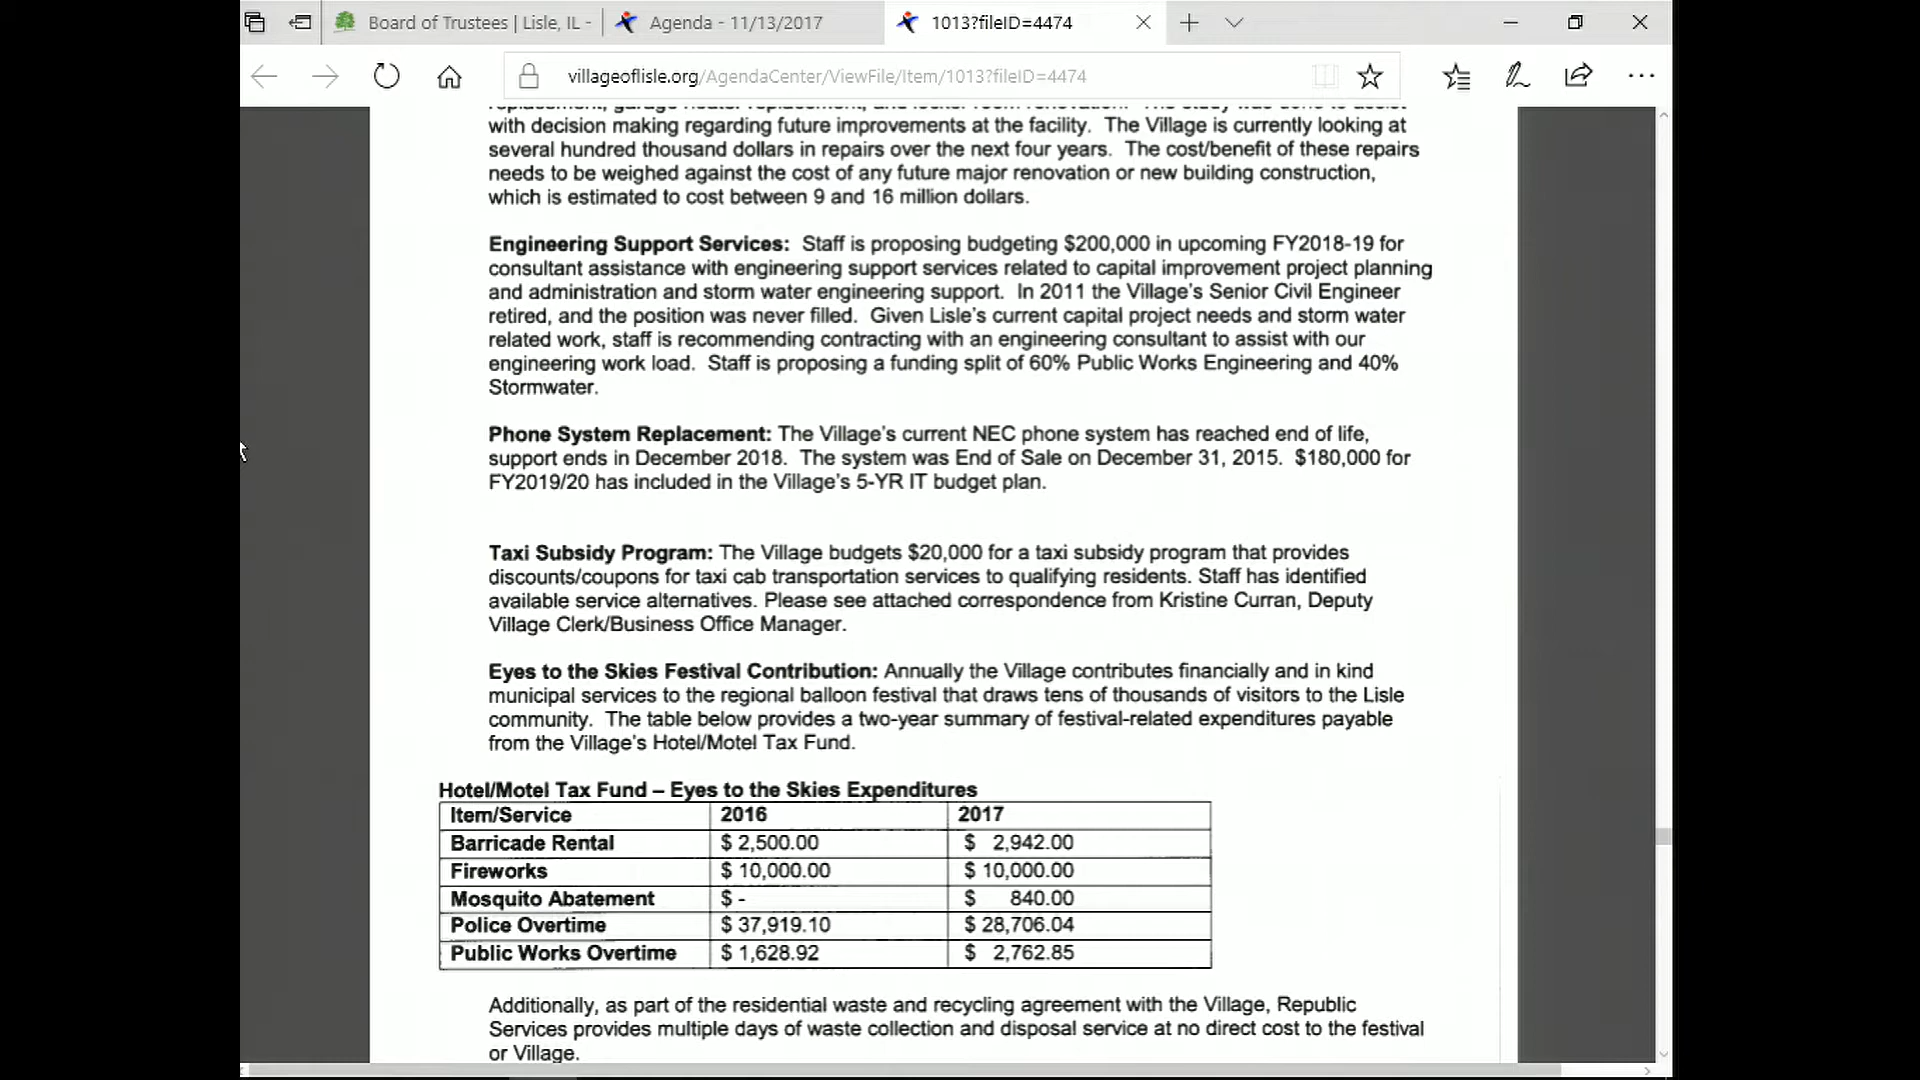 Board of Trustees | Lisle, IL -
Agenda - 11/13/2017
1013?fileID=4474
villageoflisle.org/AgendaCenter/ViewFile/Item/1013?fileID=4474
with decision making regarding future improvements at the facility. The Village is currently looking at
several hundred thousand dollars in repairs over the next four years. The cost/benefit of these repairs
needs to be weighed against the cost of any future major renovation or new building construction,
which is estimated to cost between 9 and 16 million dollars.
Engineering Support Services: Staff is proposing budgeting $200,000 in upcoming FY2018-19 for
consultant assistance with engineering support services related to capital improvement project planning
and administration and storm water engineering support. In 2011 the Village's Senior Civil Engineer
retired, and the position was never filled. Given Lisle's current capital project needs and storm water
related work, staff is recommending contracting with an engineering consultant to assist with our
engineering work load. Staff is proposing a funding split of 60% Public Works Engineering and 40%
Stormwater.
Phone System Replacement: The Village's current NEC phone system has reached end of life,
support ends in December 2018. The system was End of Sale on December 31, 2015. $180,000 for
FY2019/20 has included in the Village's 5-YR IT budget plan.
Taxi Subsidy Program: The Village budgets $20,000 for a taxi subsidy program that provides
discounts/coupons for taxi cab transportation services to qualifying residents. Staff has identified
available service alternatives. Please see attached correspondence from Kristine Curran, Deputy
Village Clerk/Business Office Manager.
Eyes to the Skies Festival Contribution: Annually the Village contributes financially and in kind
municipal services to the regional balloon festival that draws tens of thousands of visitors to the Lisle
community. The table below provides a two-year summary of festival-related expenditures payable
from the Village's Hotel/Motel Tax Fund.
Hotel/Motel Tax Fund – Eyes to the Skies Expenditures
Item/Service 2016 2017
Barricade Rental $ 2,500.00 $ 2,942.00
Fireworks $ 10,000.00 $ 10,000.00
Mosquito Abatement $ - $ 840.00
Police Overtime $ 37,919.10 $ 28,706.04
Public Works Overtime $ 1,628.92 $ 2,762.85
Additionally, as part of the residential waste and recycling agreement with the Village, Republic
Services provides multiple days of waste collection and disposal service at no direct cost to the festival
or Village.